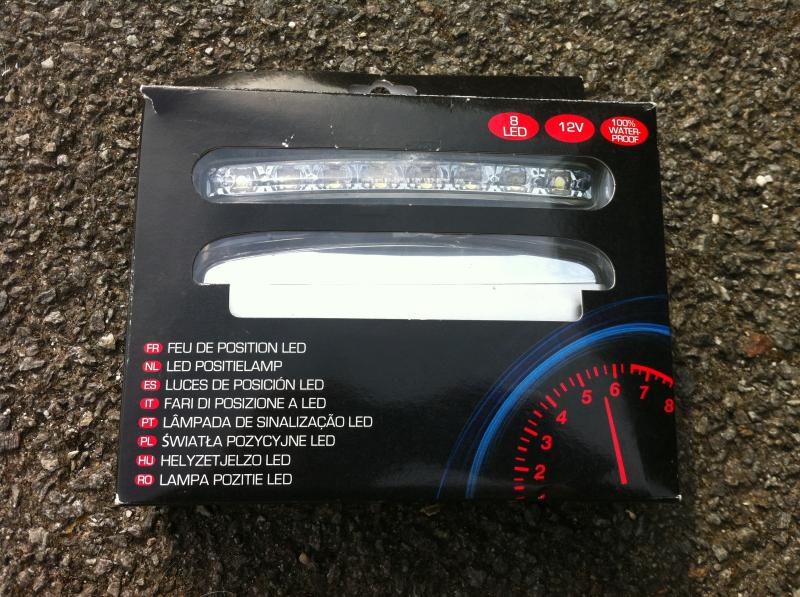 8
LED
12V
100%
WATER-
PROOF
FR FEU DE POSITION LED
NL LED POSITIELAMP
ES LUCES DE POSICIÓN LED
IT FARI DI POSIZIONE A LED
PT LÂMPADA DE SINALIZAÇÃO LED
PL ŚWIATŁA POZYCYJNE LED
HU HELYZETJELZO LED
RO LAMPA POZITIE LED
1
2
3
4
5
6
7
8